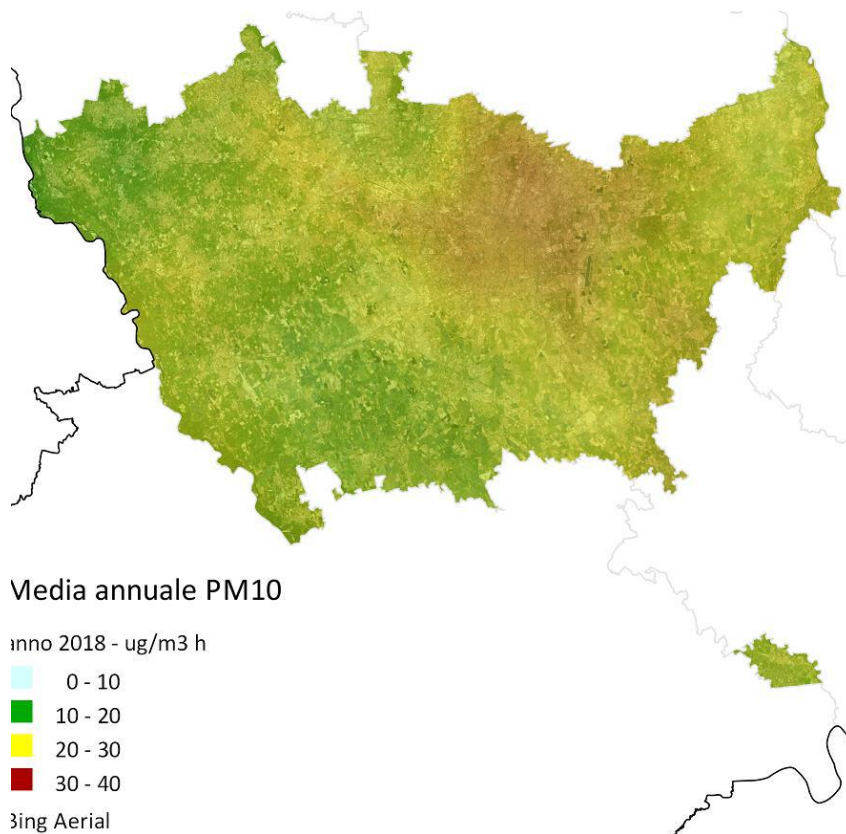 Media annuale PM10
anno 2018 - ug/m3 h
0 - 10
10 - 20
20 - 30
30 - 40
Bing Aerial